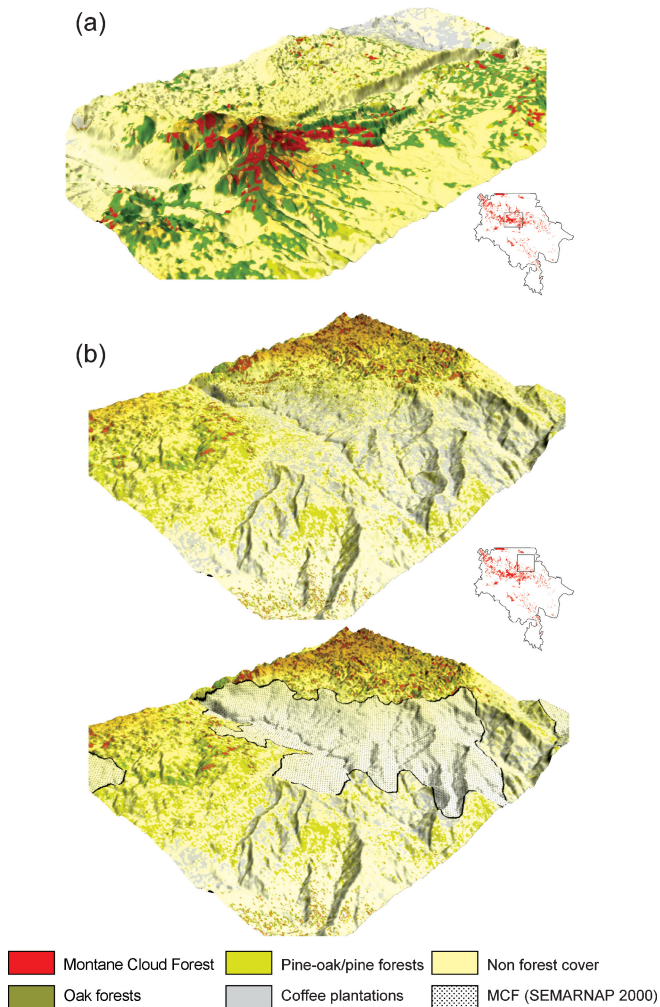 (a)
(b)
Montane Cloud Forest
Pine-oak/pine forests
Non forest cover
Oak forests
Coffee plantations
MCF (SEMARNAP 2000)